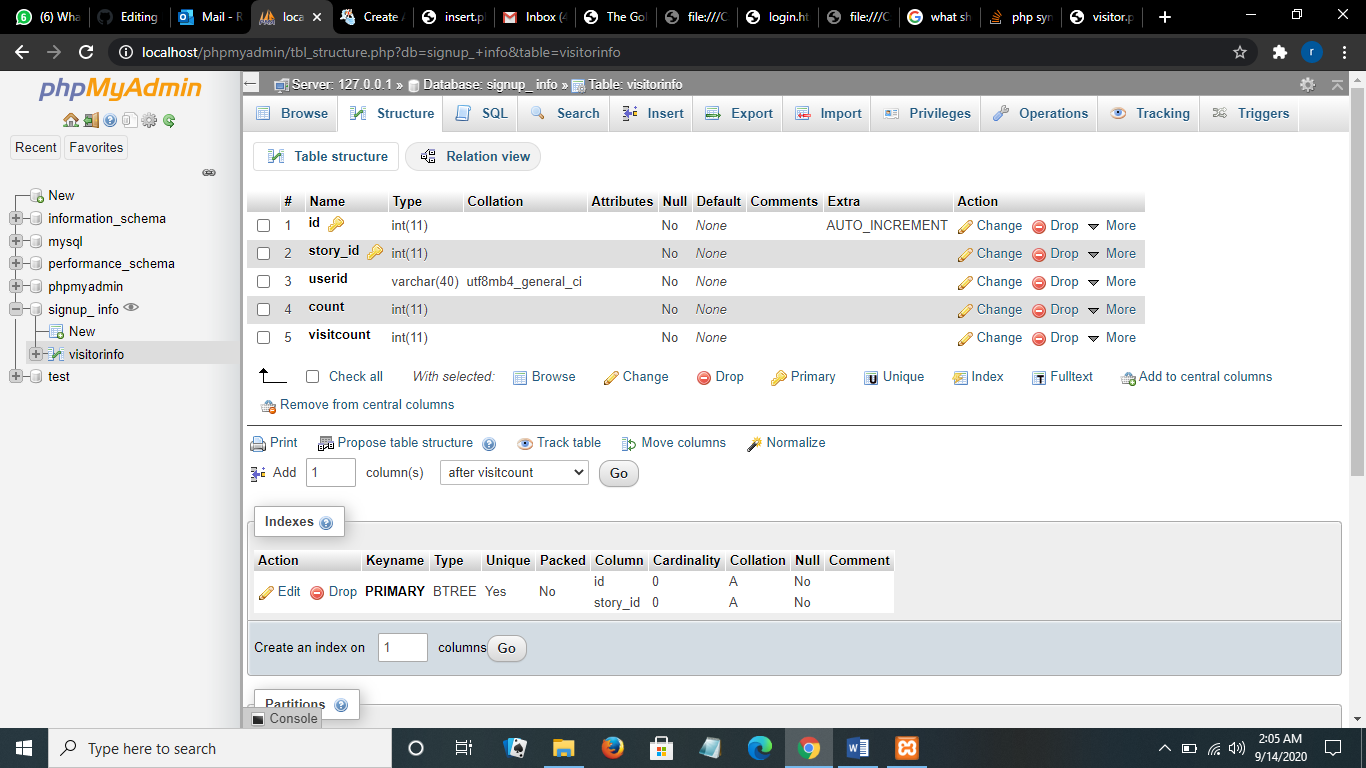 (6) Wha
Editing
Mail - R
loca
Create A
insert.p
Inbox (4
The Gol
file:///C
login.ht
file:///C
what sh
php syn
visitor.p
localhost/phpmyadmin/tbl_structure.php?db=signup_+info&table=visitorinfo
r
phpMyAdmin
Recent Favorites
New
information_schema
mysql
performance_schema
phpmyadmin
signup_ info
New
visitorinfo
test
Server: 127.0.0.1 » Database: signup_ info » Table: visitorinfo
Browse Structure SQL Search Insert Export Import Privileges Operations Tracking Triggers
Table structure Relation view
# Name Type Collation Attributes Null Default Comments Extra Action
1 id int(11) No None AUTO_INCREMENT Change Drop More
2 story_id int(11) No None Change Drop More
3 userid varchar(40) utf8mb4_general_ci No None Change Drop More
4 count int(11) No None Change Drop More
5 visitcount int(11) No None Change Drop More
Check all With selected: Browse Change Drop Primary Unique Index Fulltext Add to central columns
Remove from central columns
Print Propose table structure Track table Move columns Normalize
Add 1 column(s) after visitcount Go
Indexes
Action Keyname Type Unique Packed Column Cardinality Collation Null Comment
Edit Drop PRIMARY BTREE Yes No id 0 A No
story_id 0 A No
Create an index on 1 columns Go
Partitions
Console
Type here to search
2:05 AM
9/14/2020